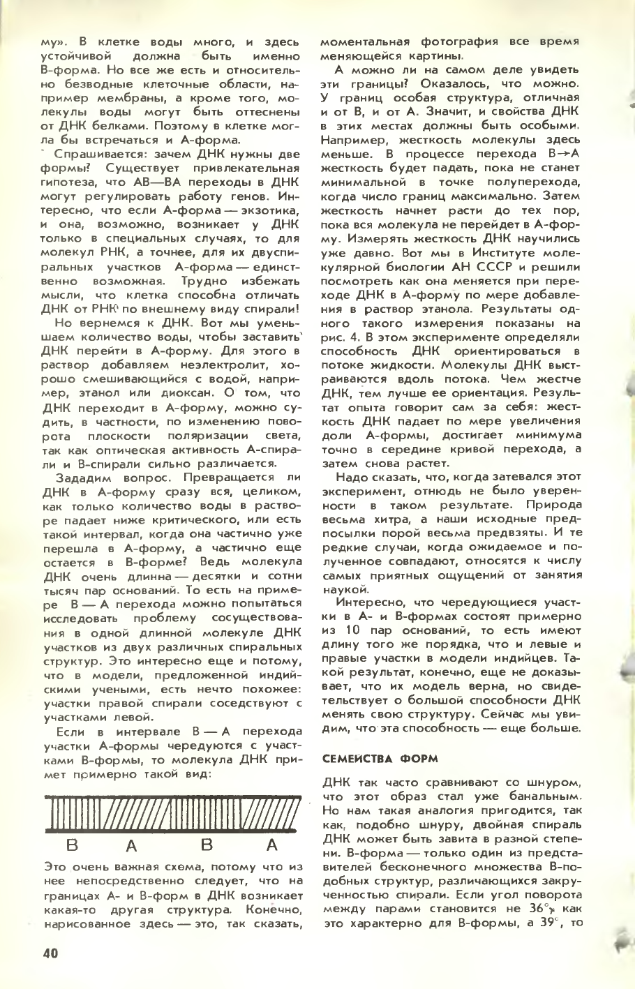 му». В клетке воды много, и здесь
устойчивой должна быть именно
В-форма. Но все же есть и относитель-
но безводные клеточные области, на-
пример мембраны, а кроме того, мо-
лекулы воды могут быть оттеснены
от ДНК белками. Поэтому в клетке мог-
ла бы встречаться и А-форма.
Спрашивается: зачем ДНК нужны две
формы? Существует привлекательная
гипотеза, что АВ—ВА переходы в ДНК
могут регулировать работу генов. Ин-
тересно, что если А-форма — экзотика,
и она, возможно, возникает у ДНК
только в специальных случаях, то для
молекул РНК, а точнее, для их двуспи-
ральных участков А-форма — единст-
венно возможная. Трудно избежать
мысли, что клетка способна отличать
ДНК от РНК по внешнему виду спирали!
Но вернемся к ДНК. Вот мы умень-
шаем количество воды, чтобы заставить
ДНК перейти в А-форму. Для этого в
раствор добавляем неэлектролит, хо-
рошо смешивающийся с водой, напри-
мер, этанол или диоксан. О том, что
ДНК переходит в А-форму, можно су-
дить, в частности, по изменению пово-
рота плоскости поляризации света,
так как оптическая активность А-спира-
ли и В-спирали сильно различается.
Зададим вопрос. Превращается ли
ДНК в А-форму сразу вся, целиком,
как только количество воды в раство-
ре падает ниже критического, или есть
такой интервал, когда она частично уже
перешла в А-форму, а частично еще
остается в В-форме? Ведь молекула
ДНК очень длинна — десятки и сотни
тысяч пар оснований. То есть на приме-
ре В — А перехода можно попытаться
исследовать проблему сосуществова-
ния в одной длинной молекуле ДНК
участков из двух различных спиральных
структур. Это интересно еще и потому,
что в модели, предложенной индий-
скими учеными, есть нечто похожее:
участки правой спирали соседствуют с
участками левой.
Если в интервале В — А перехода
участки А-формы чередуются с участ-
ками В-формы, то молекула ДНК при-
мет примерно такой вид:
В А В А
Это очень важная схема, потому что из
нее непосредственно следует, что на
границах А- и В-форм в ДНК возникает
какая-то другая структура. Конечно,
нарисованное здесь — это, так сказать,
40
моментальная фотография все время
меняющейся картины.
А можно ли на самом деле увидеть
эти границы? Оказалось, что можно.
У границ особая структура, отличная
и от В, и от А. Значит, и свойства ДНК
в этих местах должны быть особыми.
Например, жесткость молекулы здесь
меньше. В процессе перехода В→А
жесткость будет падать, пока не станет
минимальной в точке полуперехода,
когда число границ максимально. Затем
жесткость начнет расти до тех пор,
пока вся молекула не перейдет в А-фор-
му. Измерять жесткость ДНК научились
уже давно. Вот мы в Институте моле-
кулярной биологии АН СССР и решили
посмотреть как она меняется при пере-
ходе ДНК в А-форму по мере добавле-
ния в раствор этанола. Результаты од-
ного такого измерения показаны на
рис. 4. В этом эксперименте определяли
способность ДНК ориентироваться в
потоке жидкости. Молекулы ДНК выст-
раиваются вдоль потока. Чем жестче
ДНК, тем лучше ее ориентация. Резуль-
тат опыта говорит сам за себя: жест-
кость ДНК падает по мере увеличения
доли А-формы, достигает минимума
точно в середине кривой перехода, а
затем снова растет.
Надо сказать, что, когда затевался этот
эксперимент, отнюдь не было уверен-
ности в таком результате. Природа
весьма хитра, а наши исходные пред-
посылки порой весьма предвзяты. И те
редкие случаи, когда ожидаемое и по-
лученное совпадают, относятся к числу
самых приятных ощущений от занятия
наукой.
Интересно, что чередующиеся участ-
ки в А- и В-формах состоят примерно
из 10 пар оснований, то есть имеют
длину того же порядка, что и левые и
правые участки в модели индийцев. Та-
кой результат, конечно, еще не доказы-
вает, что их модель верна, но свиде-
тельствует о большой способности ДНК
менять свою структуру. Сейчас мы уви-
дим, что эта способность — еще больше.
СЕМЕЙСТВА ФОРМ
ДНК так часто сравнивают со шнуром,
что этот образ стал уже банальным.
Но нам такая аналогия пригодится, так
как, подобно шнуру, двойная спираль
ДНК может быть завита в разной степе-
ни. В-форма — только один из предста-
вителей бесконечного множества В-по-
добных структур, различающихся закру-
ченностью спирали. Если угол поворота
между парами становится не 36°, как
это характерно для В-формы, а 39°, то